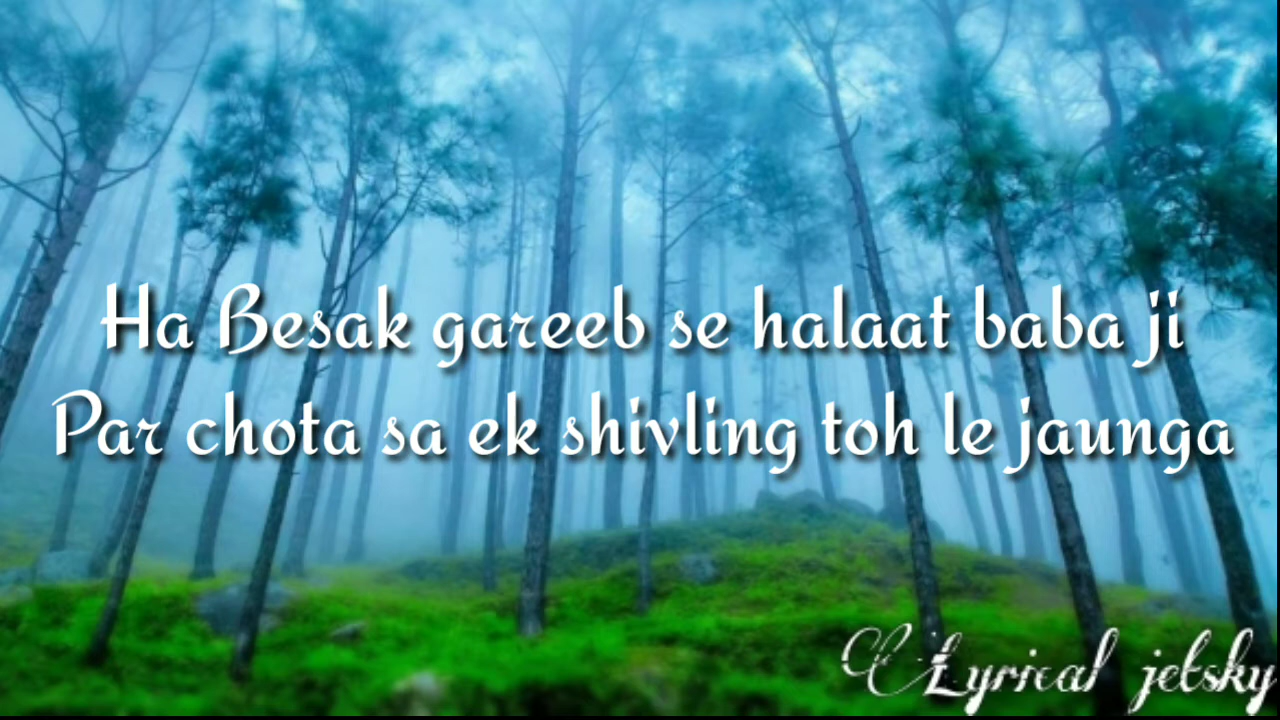 Ha Besak gareeb se halaat baba ji
Par chota sa ek shivling toh le jaunga
Lyrical jetsky